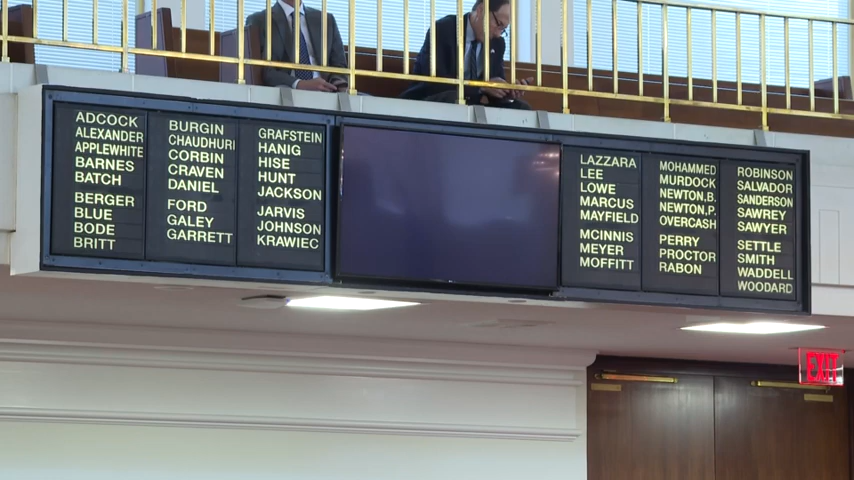 ADCOCK
ALEXANDER
APPLEWHITE
BARNES
BATCH
BERGER
BLUE
BODE
BRITT
BURGIN
CHAUDHURI
CORBIN
CRAVEN
DANIEL
FORD
GALEY
GARRETT
GRAFSTEIN
HANIG
HISE
HUNT
JACKSON
JARVIS
JOHNSON
KRAWIEC
LAZZARA
LEE
LOWE
MARCUS
MAYFIELD
MCINNIS
MEYER
MOFFITT
MOHAMMED
MURDOCK
NEWTON,B.
NEWTON,P.
OVERCASH
PERRY
PROCTOR
RABON
ROBINSON
SALVADOR
SANDERSON
SAWREY
SAWYER
SETTLE
SMITH
WADDELL
WOODARD
EXIT